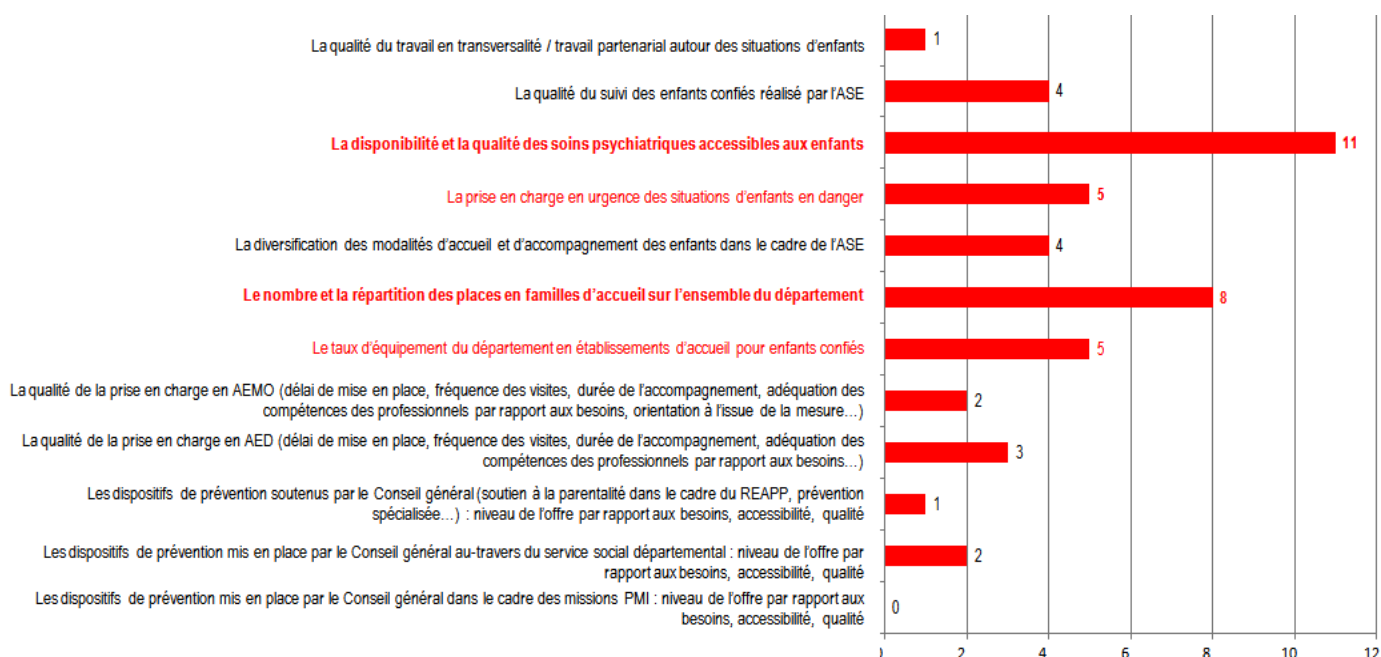 La qualité du travail en transversalité / travail partenarial autour des situations d'enfants
1
La qualité du suivi des enfants confiés réalisé par l'ASE
4
La disponibilité et la qualité des soins psychiatriques accessibles aux enfants
11
La prise en charge en urgence des situations d'enfants en danger
5
La diversification des modalités d'accueil et d'accompagnement des enfants dans le cadre de l'ASE
4
Le nombre et la répartition des places en familles d'accueil sur l'ensemble du département
8
Le taux d'équipement du département en établissements d'accueil pour enfants confiés
5
La qualité de la prise en charge en AEMO (délai de mise en place, fréquence des visites, durée de l'accompagnement, adéquation des
compétences des professionnels par rapport aux besoins, orientation à l'issue de la mesure…)
2
La qualité de la prise en charge en AED (délai de mise en place, fréquence des visites, durée de l'accompagnement, adéquation des
compétences des professionnels par rapport aux besoins…)
3
Les dispositifs de prévention soutenus par le Conseil général (soutien à la parentalité dans le cadre du REAPP, prévention
spécialisée…) : niveau de l'offre par rapport aux besoins, accessibilité, qualité
1
Les dispositifs de prévention mis en place par le Conseil général au-travers du service social départemental : niveau de l'offre par
rapport aux besoins, accessibilité, qualité
2
Les dispositifs de prévention mis en place par le Conseil général dans le cadre des missions PMI : niveau de l'offre par rapport aux
besoins, accessibilité, qualité
0
2 4 6 8 10 12